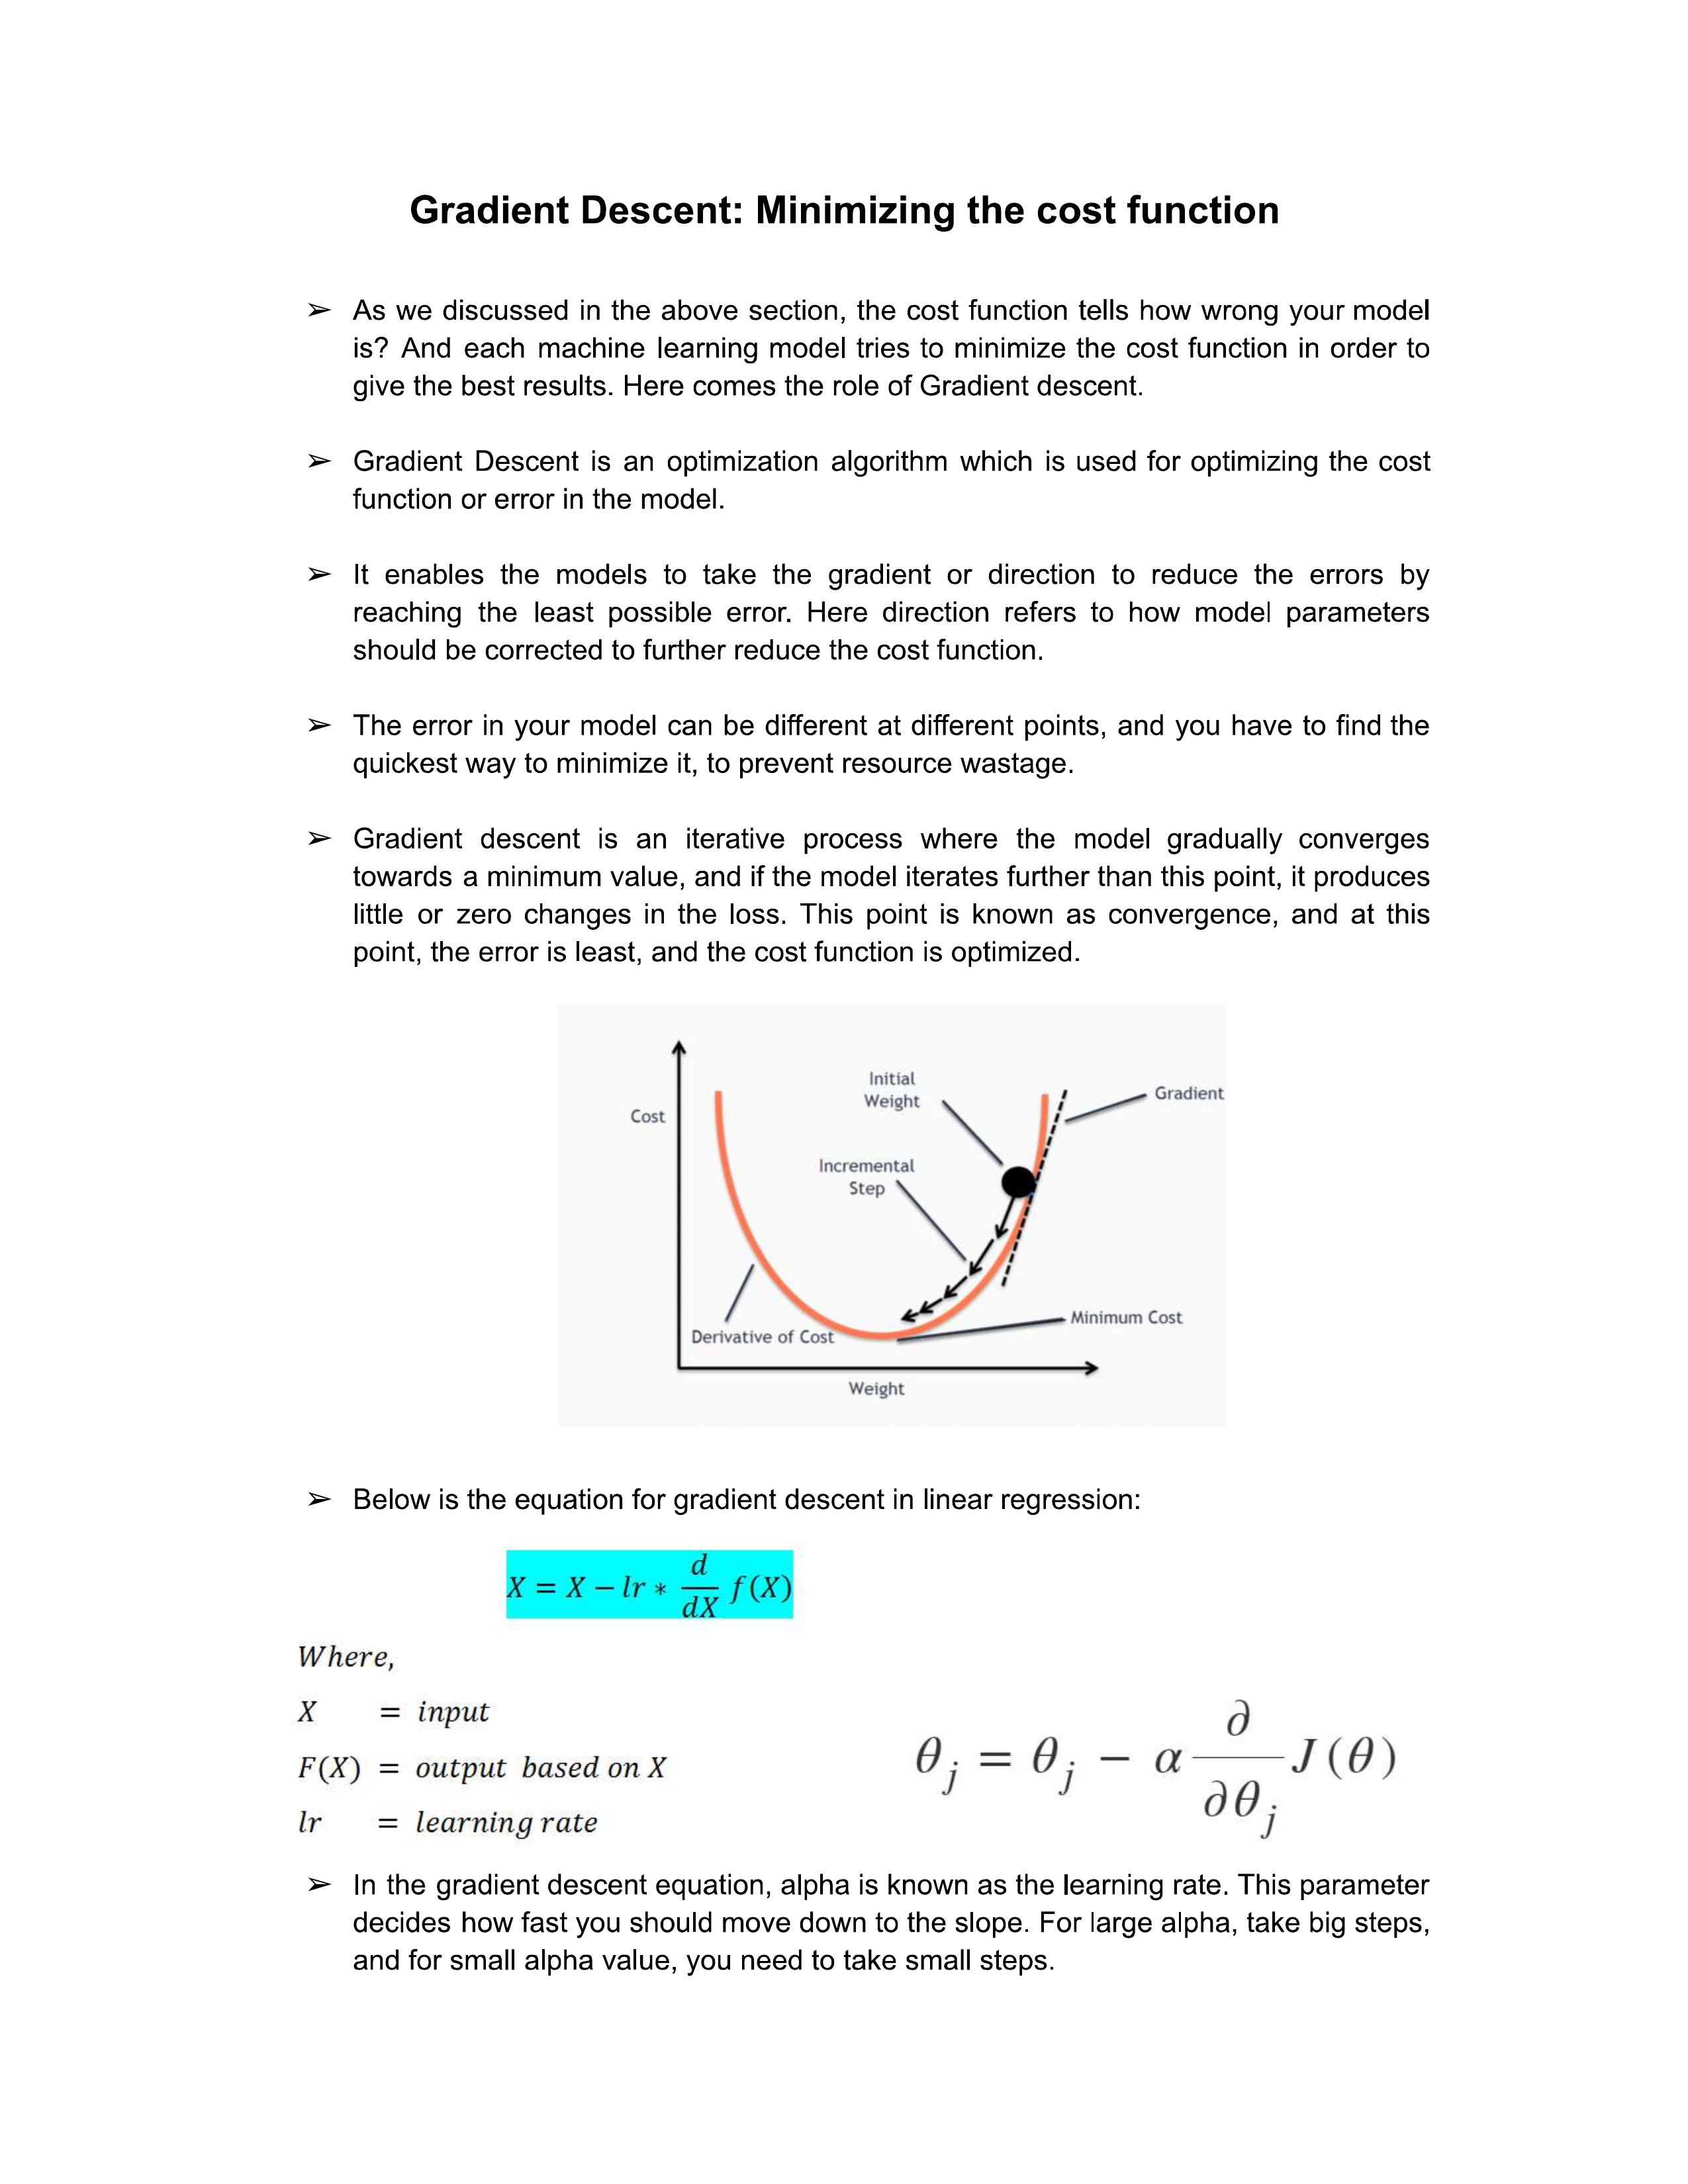 Gradient Descent: Minimizing the cost function
➢ As we discussed in the above section, the cost function tells how wrong your model
is? And each machine learning model tries to minimize the cost function in order to
give the best results. Here comes the role of Gradient descent.
➢ Gradient Descent is an optimization algorithm which is used for optimizing the cost
function or error in the model.
➢ It enables the models to take the gradient or direction to reduce the errors by
reaching the least possible error. Here direction refers to how model parameters
should be corrected to further reduce the cost function.
➢ The error in your model can be different at different points, and you have to find the
quickest way to minimize it, to prevent resource wastage.
➢ Gradient descent is an iterative process where the model gradually converges
towards a minimum value, and if the model iterates further than this point, it produces
little or zero changes in the loss. This point is known as convergence, and at this
point, the error is least, and the cost function is optimized.
Initial
Weight
Gradient
Cost
Incremental
Step
Minimum Cost
Derivative of Cost
Weight
➢ Below is the equation for gradient descent in linear regression:
X = X − lr * d/dX f(X)
Where,
X = input
F(X) = output based on X
lr = learning rate
θj = θj − α ∂/∂θj J(θ)
➢ In the gradient descent equation, alpha is known as the learning rate. This parameter
decides how fast you should move down to the slope. For large alpha, take big steps,
and for small alpha value, you need to take small steps.